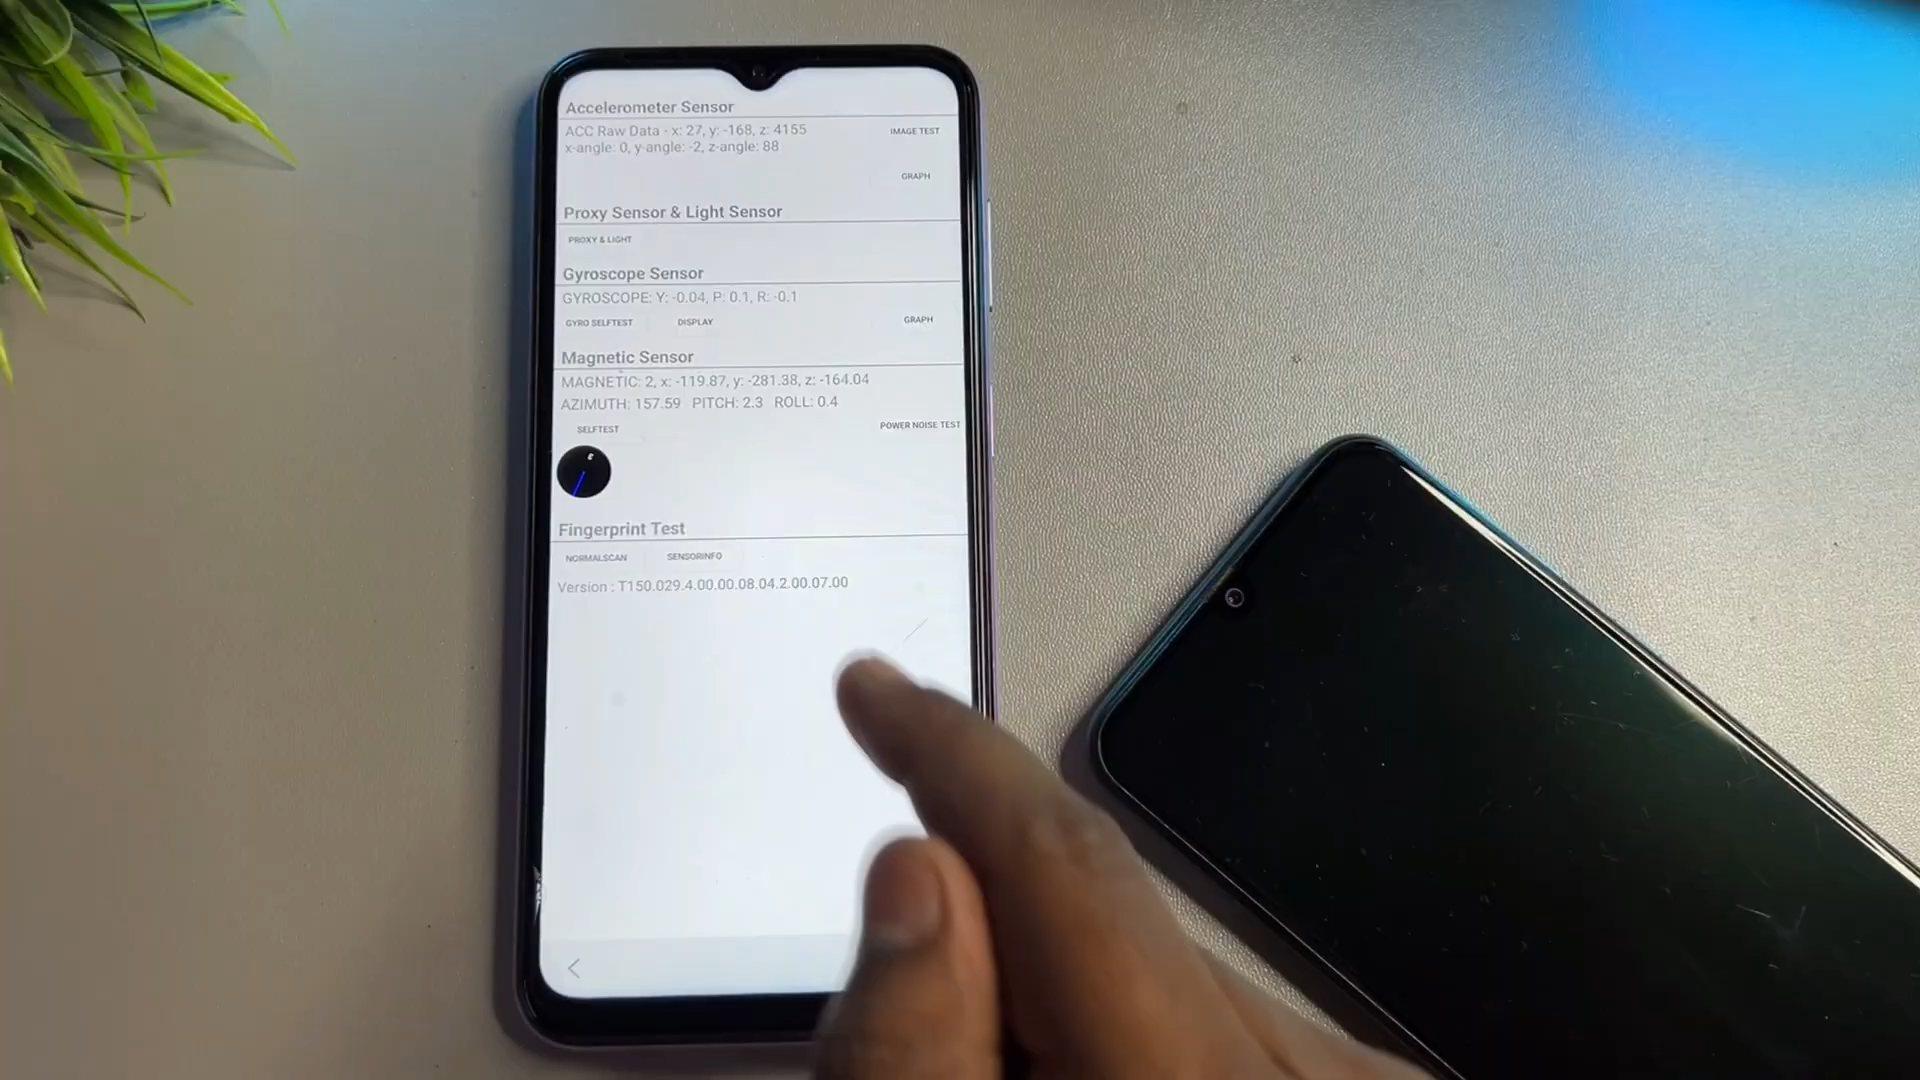 Accelerometer Sensor
ACC Raw Data - x: 27, y: -168, z: 4155
IMAGE TEST
x-angle: 0, y-angle: -2, z-angle: 88
GRAPH
Proxy Sensor & Light Sensor
PROXY & LIGHT
Gyroscope Sensor
GYROSCOPE: Y: -0.04, P: 0.1, R: -0.1
GYRO SELFTEST DISPLAY GRAPH
Magnetic Sensor
MAGNETIC: 2, x: -119.87, y: -281.38, z: -164.04
AZIMUTH: 157.59 PITCH: 2.3 ROLL: 0.4
SELFTEST POWER NOISE TEST
Fingerprint Test
NORMALSCAN SENSORINFO
Version : T150.029.4.00.00.08.04.2.00.07.00